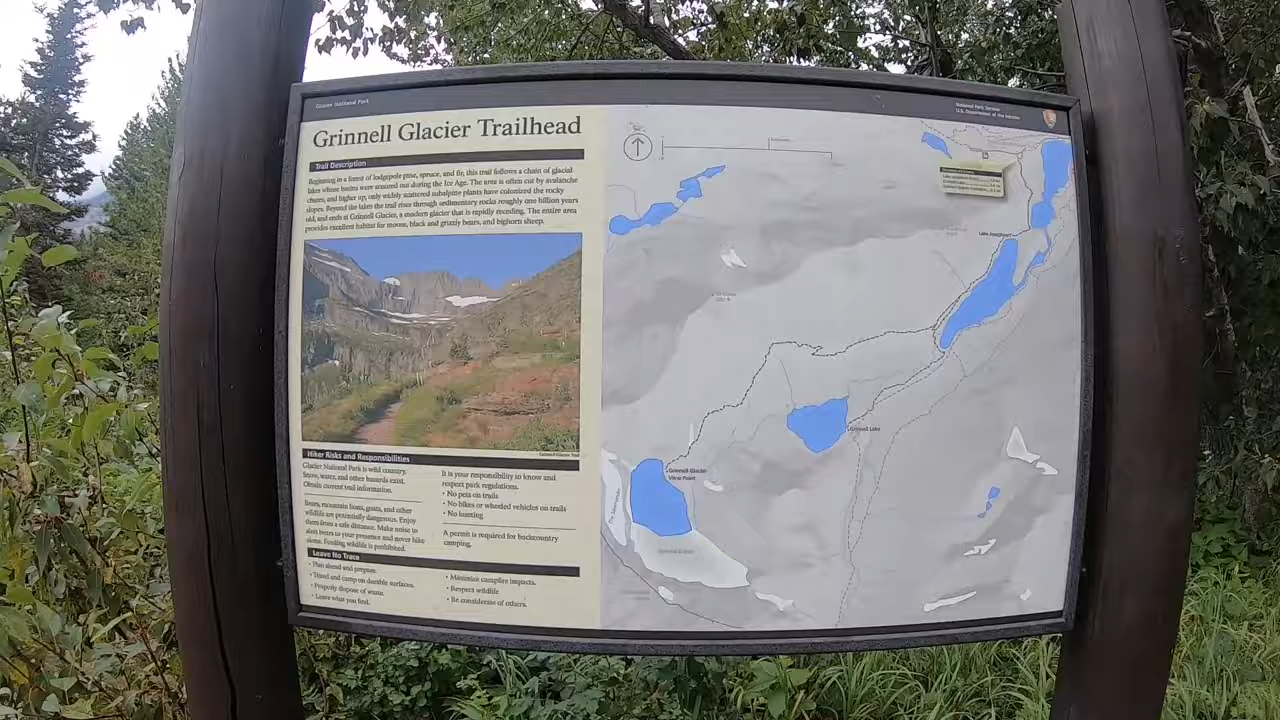 Glacier National Park
National Park Service
U.S. Department of the Interior
Grinnell Glacier Trailhead
Trail Description
Beginning in a forest of lodgepole pine, spruce, and fir, this trail follows a chain of glacial
lakes whose basins were scoured out during the Ice Age. The area is often cut by avalanche
chutes, and higher up, only widely scattered subalpine plants have colonized the rocky
slopes. Beyond the lakes the trail rises through sedimentary rocks roughly one billion years
old, and ends at Grinnell Glacier, a modern glacier that is rapidly receding. The entire area
provides excellent habitat for moose, black and grizzly bears, and bighorn sheep.
Grinnell Glacier Trail
Hiker Risks and Responsibilities
Glacier National Park is wild country.
Snow, water, and other hazards exist.
Obtain current trail information.
Bears, mountain lions, goats, and other
wildlife are potentially dangerous. Enjoy
them from a safe distance. Make noise to
alert bears to your presence and never hike
alone. Feeding wildlife is prohibited.
It is your responsibility to know and
respect park regulations.
• No pets on trails
• No bikes or wheeled vehicles on trails
• No hunting
A permit is required for backcountry
camping.
Leave No Trace
• Plan ahead and prepare.
• Travel and camp on durable surfaces.
• Properly dispose of waste.
• Leave what you find.
• Minimize campfire impacts.
• Respect wildlife
• Be considerate of others.
Lake Josephine
Grinnell Lake
Grinnell Glacier
View Point
Grinnell Glacier